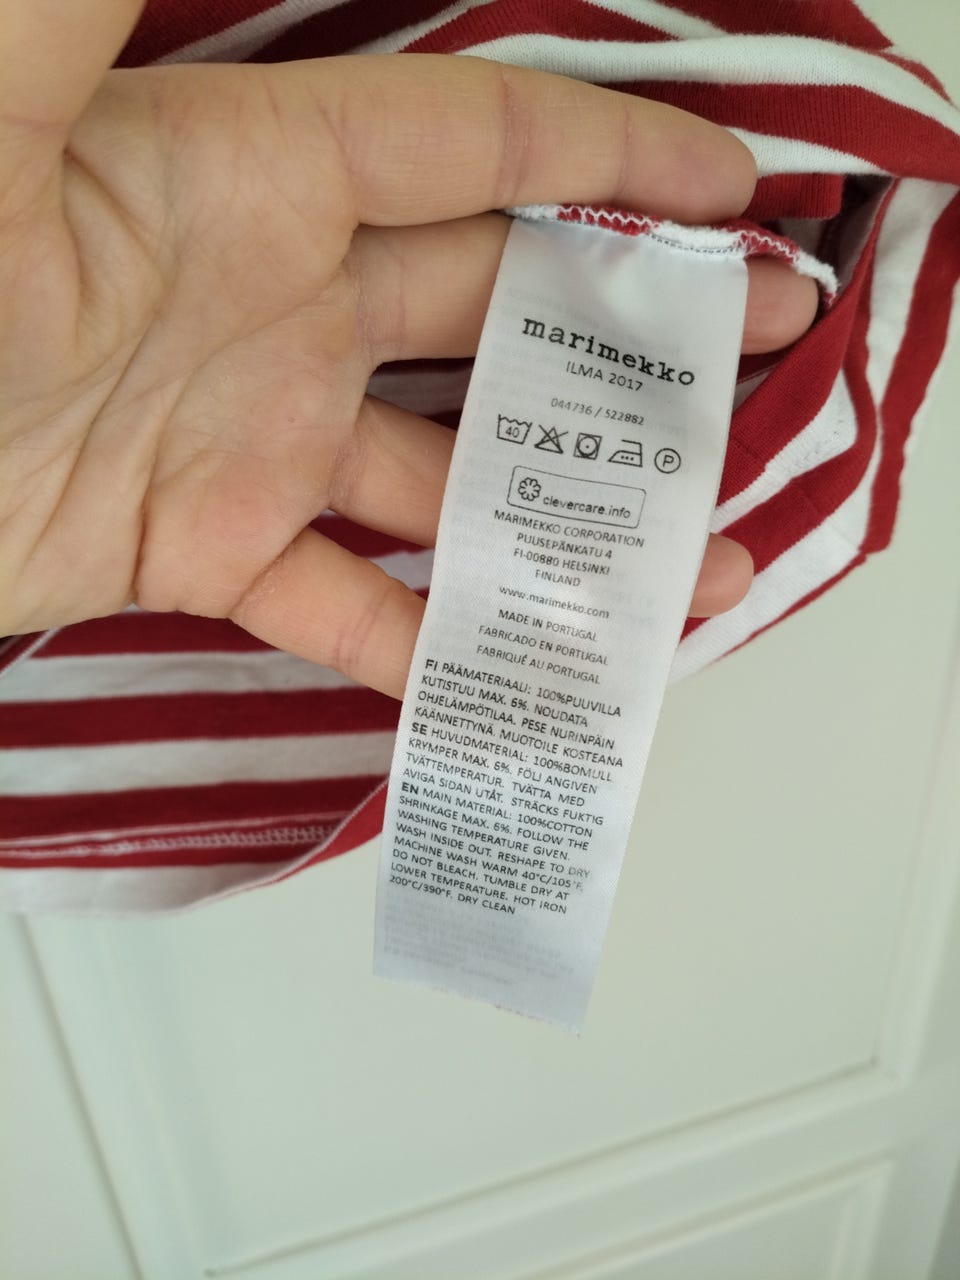 marimekko
ILMA 2017
044736 / 522882
40
P
clevercare.info
MARIMEKKO CORPORATION
PUUSEPÄNKATU 4
FI-00880 HELSINKI
FINLAND
www.marimekko.com
MADE IN PORTUGAL
FABRICADO EN PORTUGAL
FABRIQUÉ AU PORTUGAL
FI PÄÄMATERIAALI: 100%PUUVILLA
KUTISTUU MAX. 6%. NOUDATA
OHJELÄMPÖTILAA. PESE NURINPÄIN
KÄÄNNETTYNÄ. MUOTOILE KOSTEANA
SE HUVUDMATERIAL: 100%BOMULL
KRYMPER MAX. 6%. FÖLJ ANGIVEN
TVÄTTEMPERATUR. TVÄTTA MED
AVIGA SIDAN UTÅT. STRÄCKS FUKTIG
EN MAIN MATERIAL: 100%COTTON
SHRINKAGE MAX. 6%. FOLLOW THE
WASHING TEMPERATURE GIVEN.
WASH INSIDE OUT. RESHAPE TO DRY
MACHINE WASH WARM 40°C/105°F.
DO NOT BLEACH. TUMBLE DRY AT
LOWER TEMPERATURE. HOT IRON
200°C/390°F. DRY CLEAN